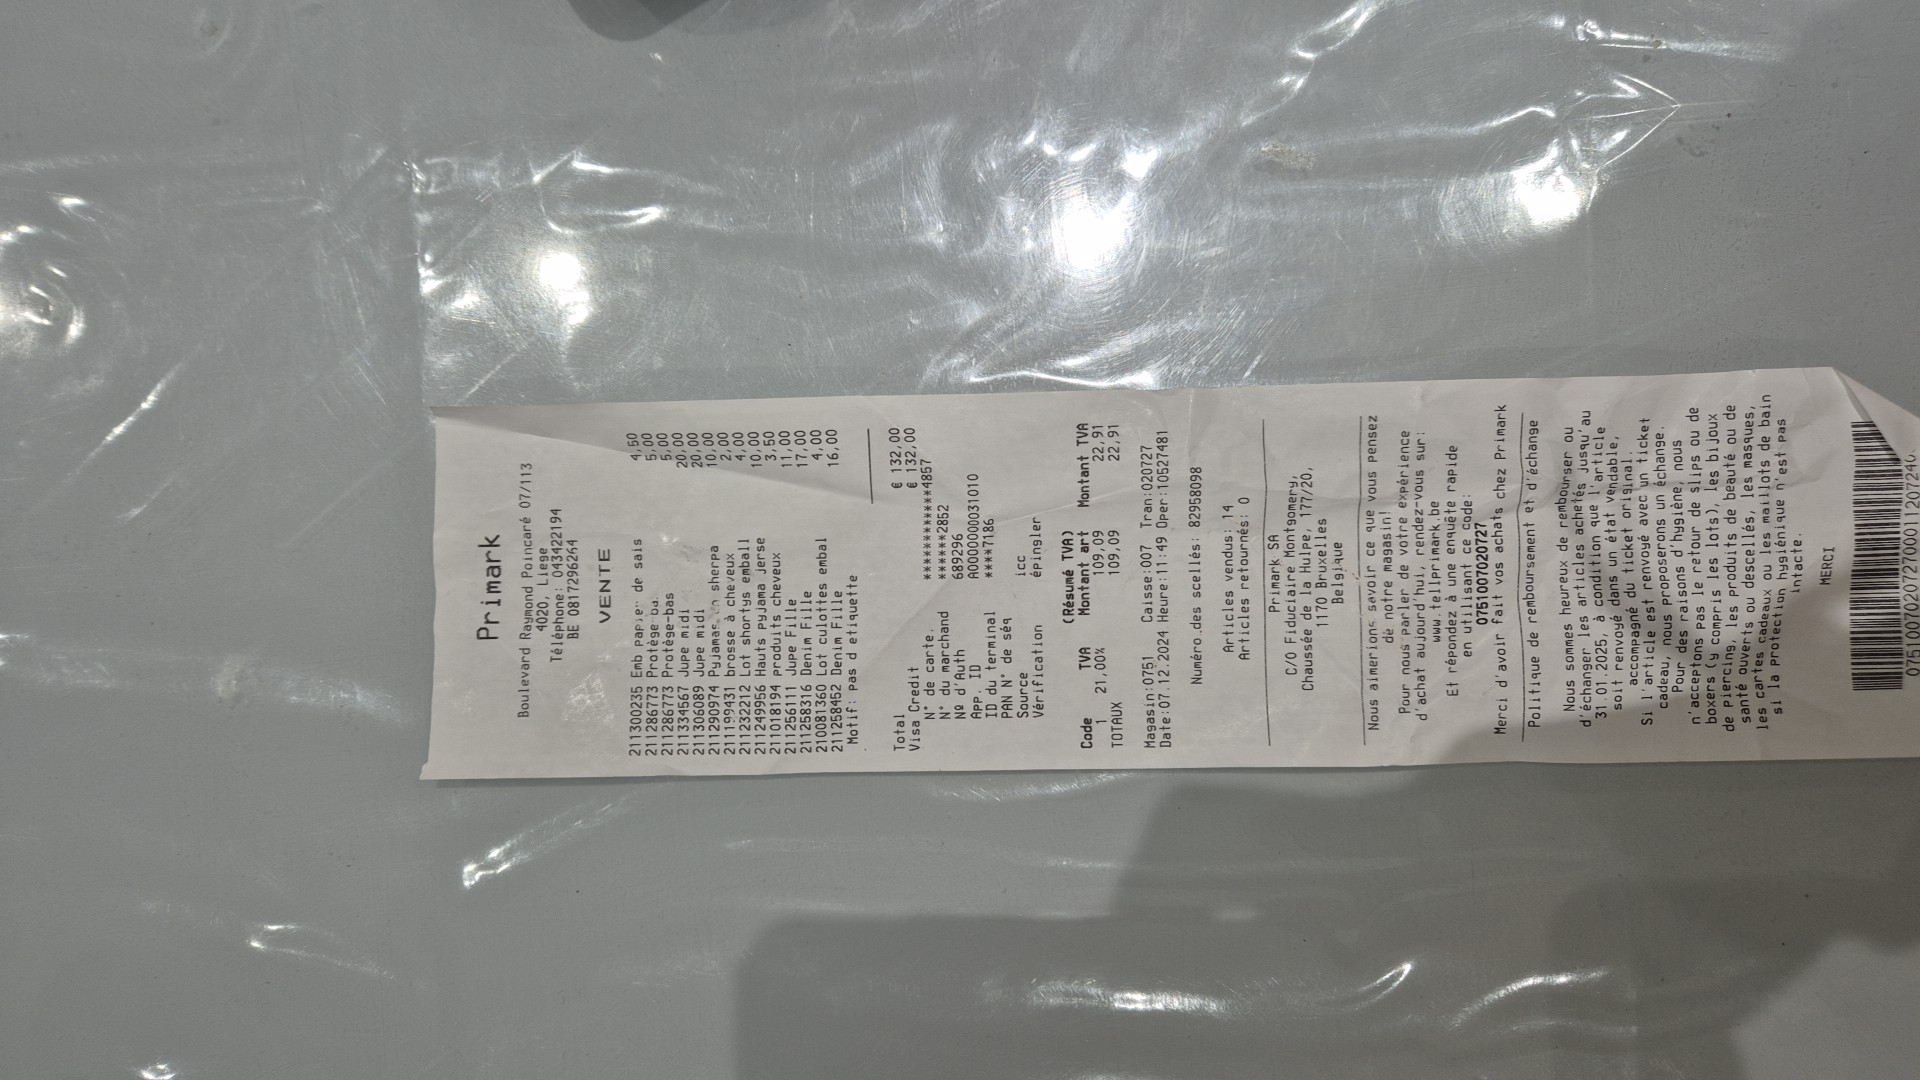 Primark
Boulevard Raymond Poincaré 07/113
4020, Liege
Téléphone: 043422194
BE 0817296264
VENTE
211300235 Emb papier de sais 4,50
211286773 Protège-ba 5,00
211286773 Protège-bas 5,00
211334567 Jupe midi 20,00
211306089 Jupe midi 20,00
211290974 Pyjamas en sherpa 10,00
211199431 brosse à cheveux 2,00
211232212 Lot shortys emball 4,00
211249956 Hauts pyjama jerse 10,00
211018194 produits cheveux 3,50
211256111 Jupe Fille 11,00
211258316 Denim Fille 17,00
210081360 Lot culottes embal 4,00
211258452 Denim Fille 16,00
Motif: Pas d etiquette
Total € 132,00
Visa Credit € 132,00
N° de carte. ************4857
N° du marchand ******2852
Nº d'Auth 689296
APP. ID A0000000031010
ID du terminal ****7186
PAN N° de séq
Source icc
Vérification épingler
(Résumé TVA)
Code TVA Montant art Montant TVA
1 21,00% 109,09 22,91
TOTAUX 109,09 22,91
Magasin:0751 Caisse:007 Tran:020727
Date:07.12.2024 Heure:11:49 Oper:10527481
Numéro.des scellés: 82958098
Articles vendus: 14
Articles retournés: 0
Primark SA
C/O Fiduciaire Montgomery,
Chaussée de la Hulpe, 177/20,
1170 Bruxelles
Belgique
Nous aimerions savoir ce que vous pensez
de notre magasin!
Pour nous parler de votre expérience
d'achat aujourd'hui, rendez-vous sur:
www.tellprimark.be
Et répondez à une enquête rapide
en utilisant ce code:
075100702072​7
Merci d'avoir fait vos achats chez Primark
Politique de remboursement et d'échange
Nous sommes heureux de rembourser ou
d'échanger les articles achetés jusqu'au
31.01.2025, à condition que l'article
soit renvoyé dans un état vendable,
accompagné du ticket original.
Si l'article est renvoyé avec un ticket
cadeau, nous proposerons un échange.
Pour des raisons d'hygiène, nous
n'acceptons pas le retour de slips ou de
boxers (y compris les lots), les bijoux
de piercing, les produits de beauté ou de
santé ouverts ou descellés, les masques,
les cartes cadeaux ou les maillots de bain
si la Protection hygiénique n'est pas
intacte.
MERCI